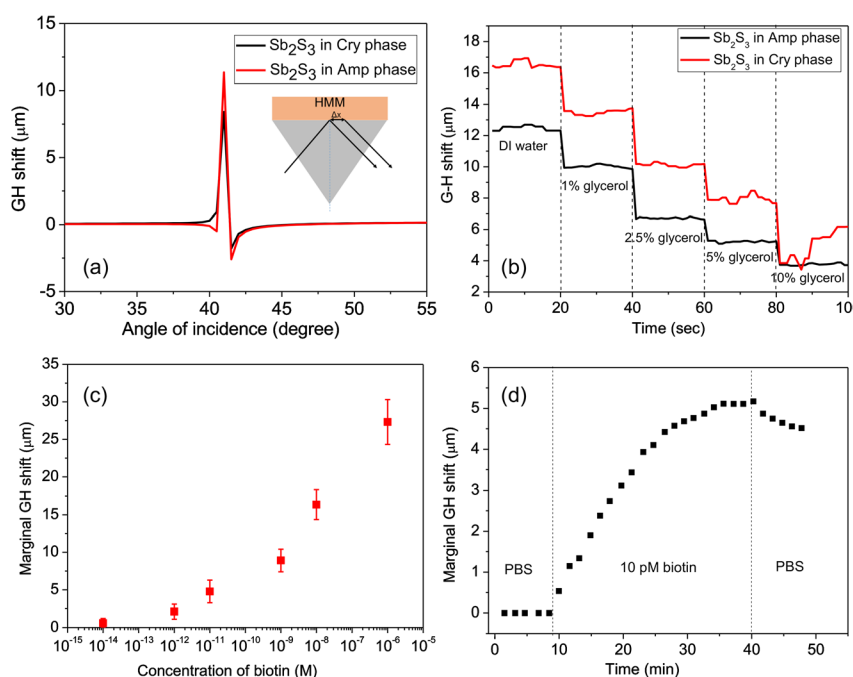 (a)
Sb2S3 in Cry phase
Sb2S3 in Amp phase
HMM
Δx
GH shift (μm)
15
10
5
0
-5
30 35 40 45 50 55
Angle of incidence (degree)
(b)
Sb2S3 in Amp phase
Sb2S3 in Cry phase
G-H shift (μm)
18
16
14
12
10
8
6
4
2
DI water
1% glycerol
2.5% glycerol
5% glycerol
10% glycerol
0 20 40 60 80 100
Time (sec)
(c)
Marginal GH shift (μm)
35
30
25
20
15
10
5
0
10-15 10-14 10-13 10-12 10-11 10-10 10-9 10-8 10-7 10-6 10-5
Concentration of biotin (M)
(d)
Marginal GH shift (μm)
6
5
4
3
2
1
0
PBS
10 pM biotin
PBS
0 10 20 30 40 50
Time (min)